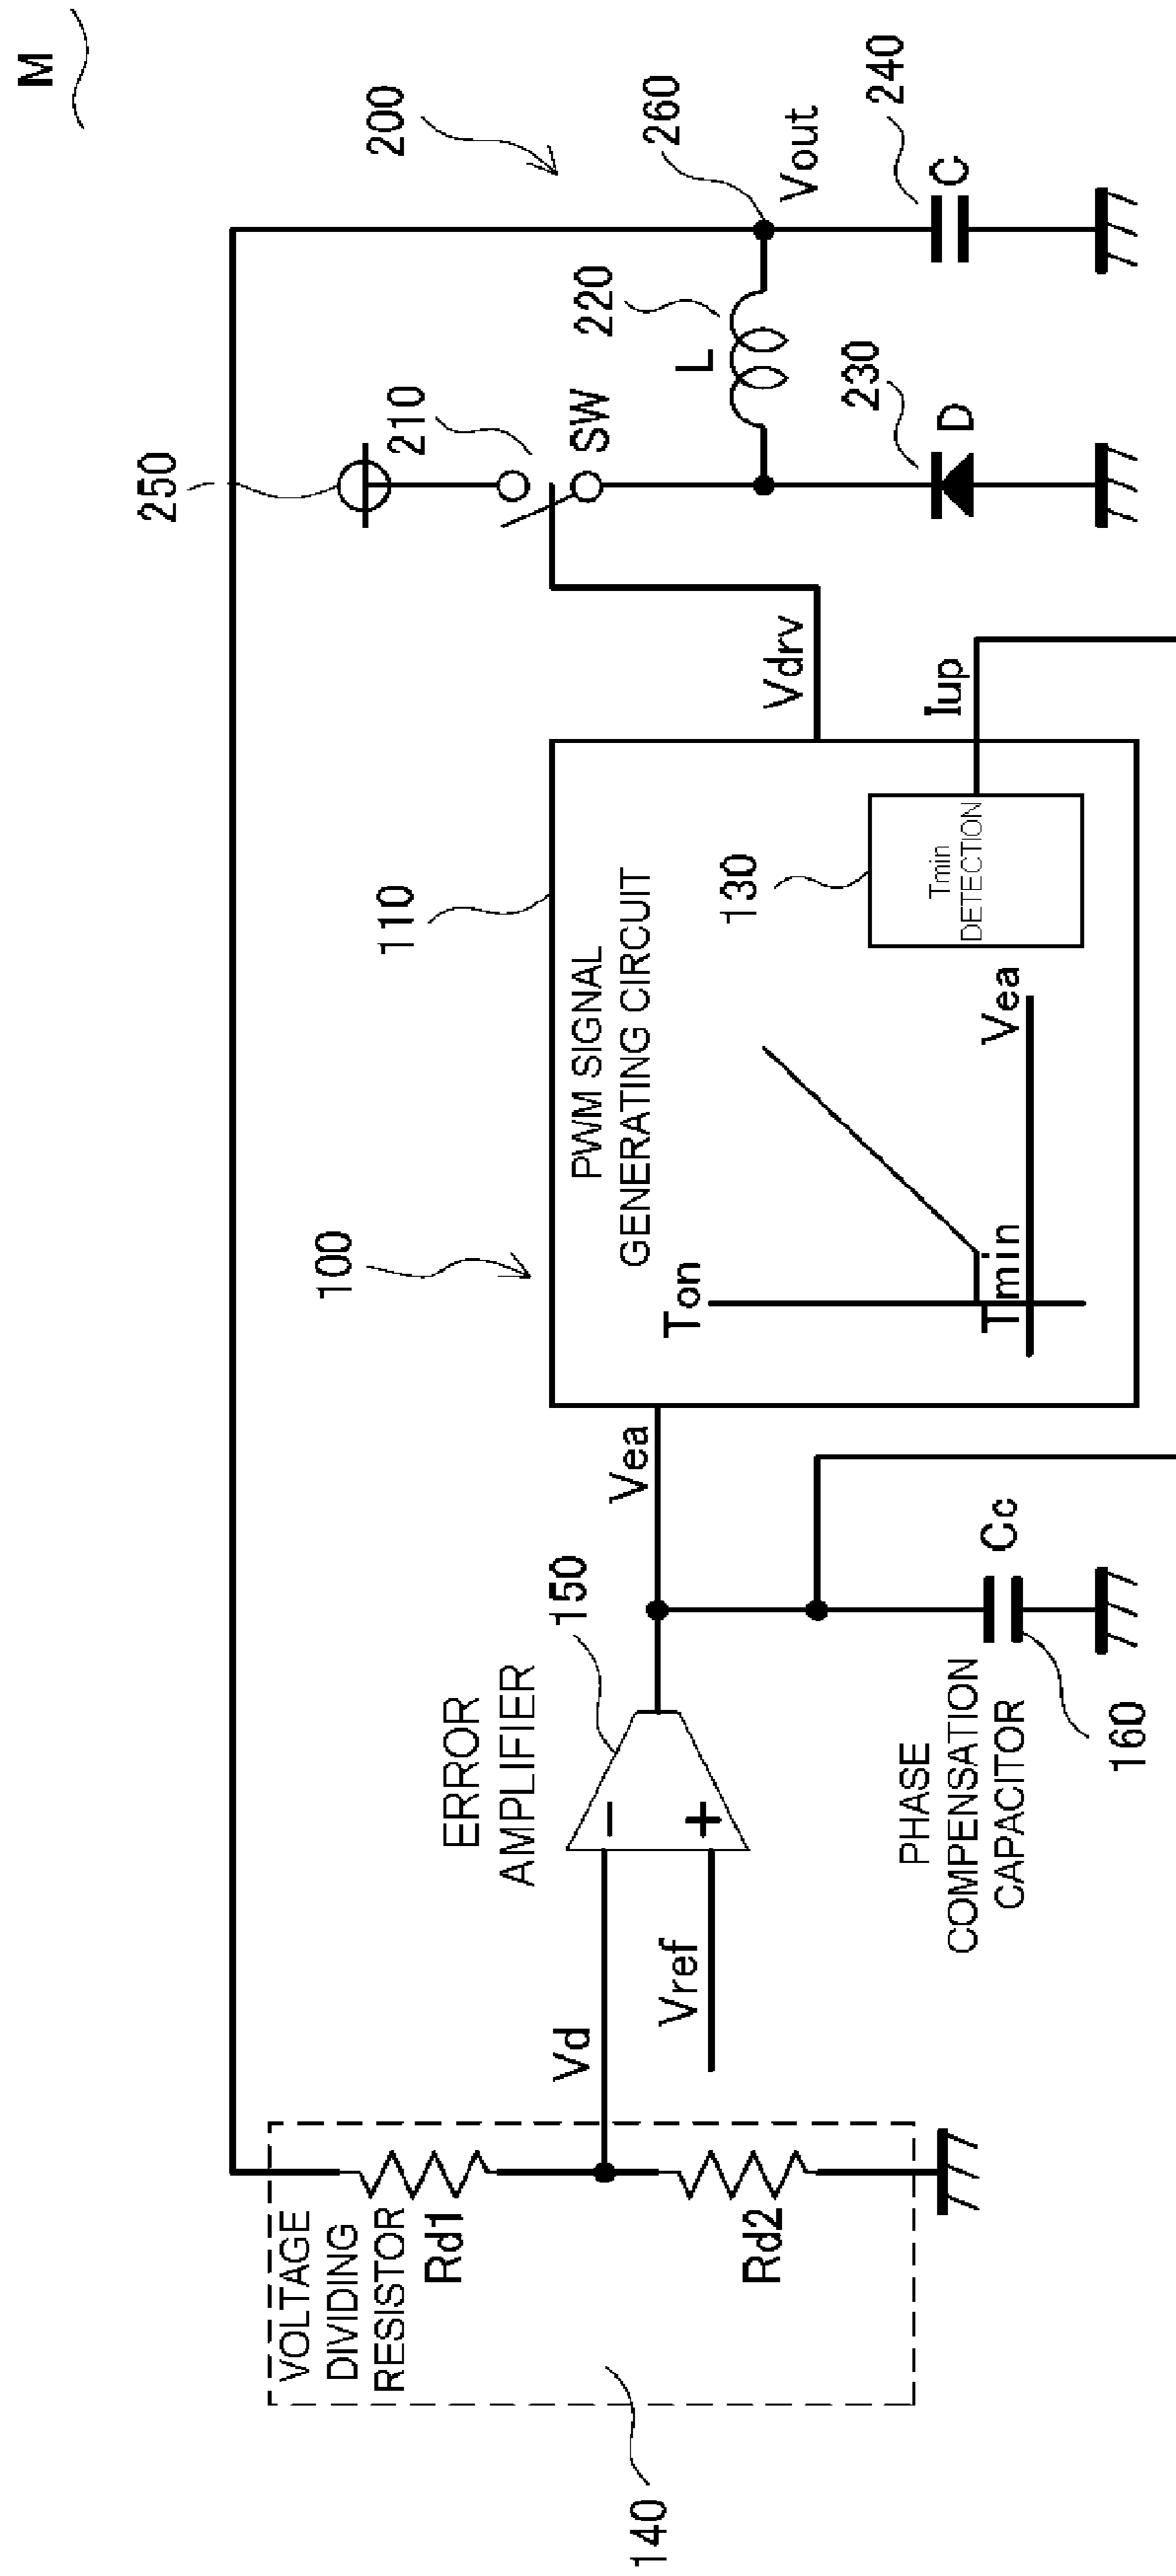 M
200
250
210
SW
260
Vout
220
L
230
D
240
C
100
110
PWM SIGNAL
GENERATING CIRCUIT
Vdrv
Ton
Tmin
Vea
130
Tmin
DETECTION
Iup
ERROR
AMPLIFIER
150
Vea
Vd
Vref
PHASE
COMPENSATION
CAPACITOR
Cc
160
VOLTAGE
DIVIDING
RESISTOR
Rd1
Rd2
140